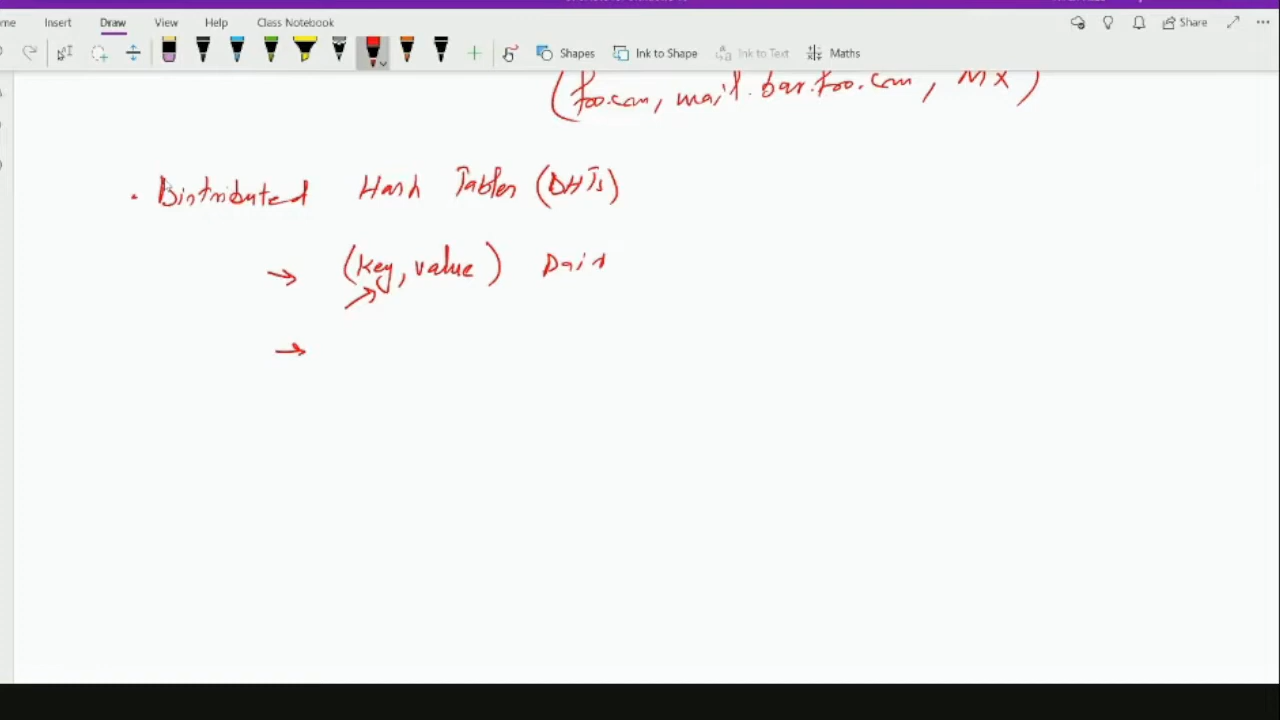 Insert Draw View Help Class Notebook Share
Shapes Ink to Shape Ink to Text Maths
(foo.com, mail.bar.foo.com, MX)
• Distributed Hash Tables (DHTs)
→ (key, value) Pair
→